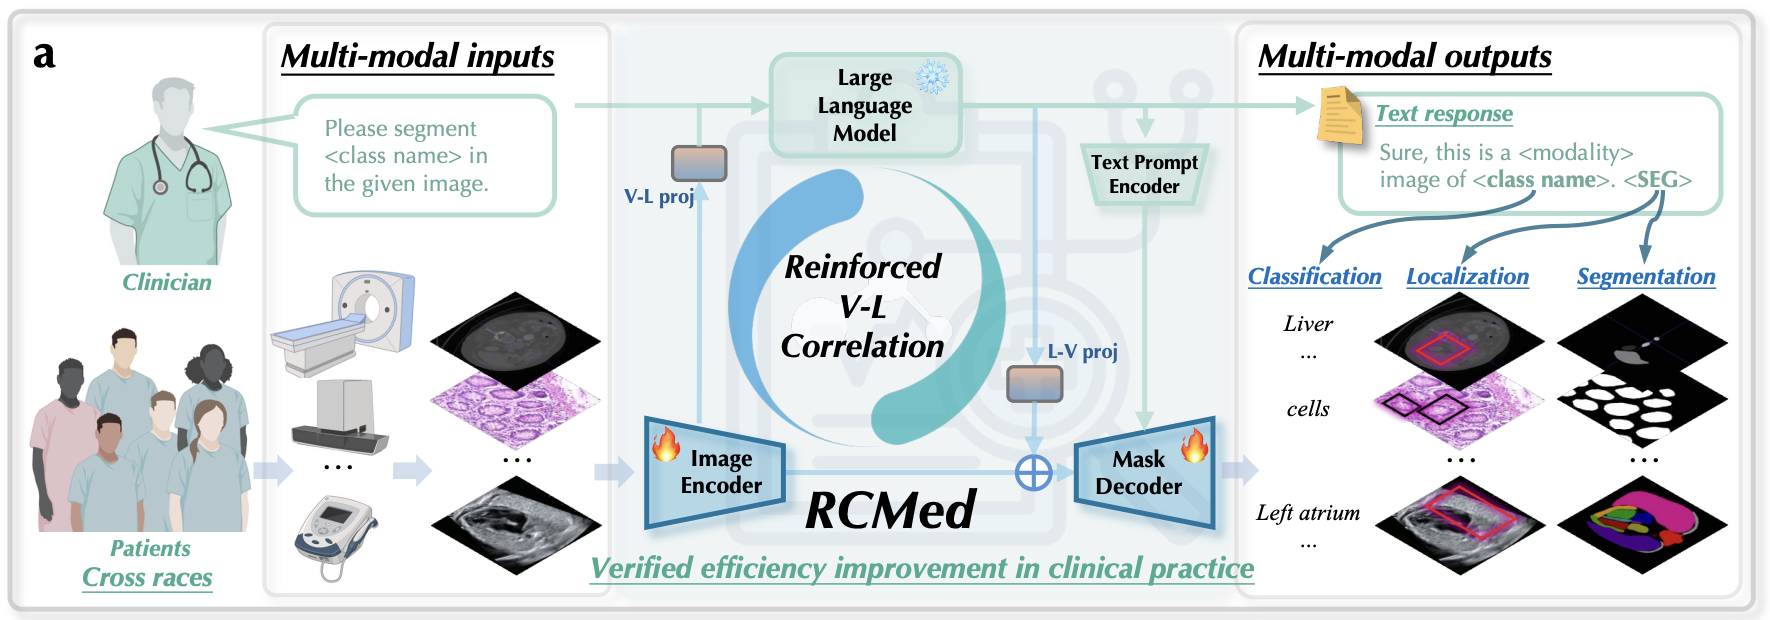 a
Multi-modal inputs
Please segment
<class name> in
the given image.
Clinician
Patients
Cross races
...
...
Large
Language
Model
V-L proj
Text Prompt
Encoder
Reinforced
V-L
Correlation
L-V proj
Image
Encoder
Mask
Decoder
RCMed
Verified efficiency improvement in clinical practice
Multi-modal outputs
Text response
Sure, this is a <modality>
image of <class name>. <SEG>
Classification
Localization
Segmentation
Liver
...
cells
...
...
Left atrium
...